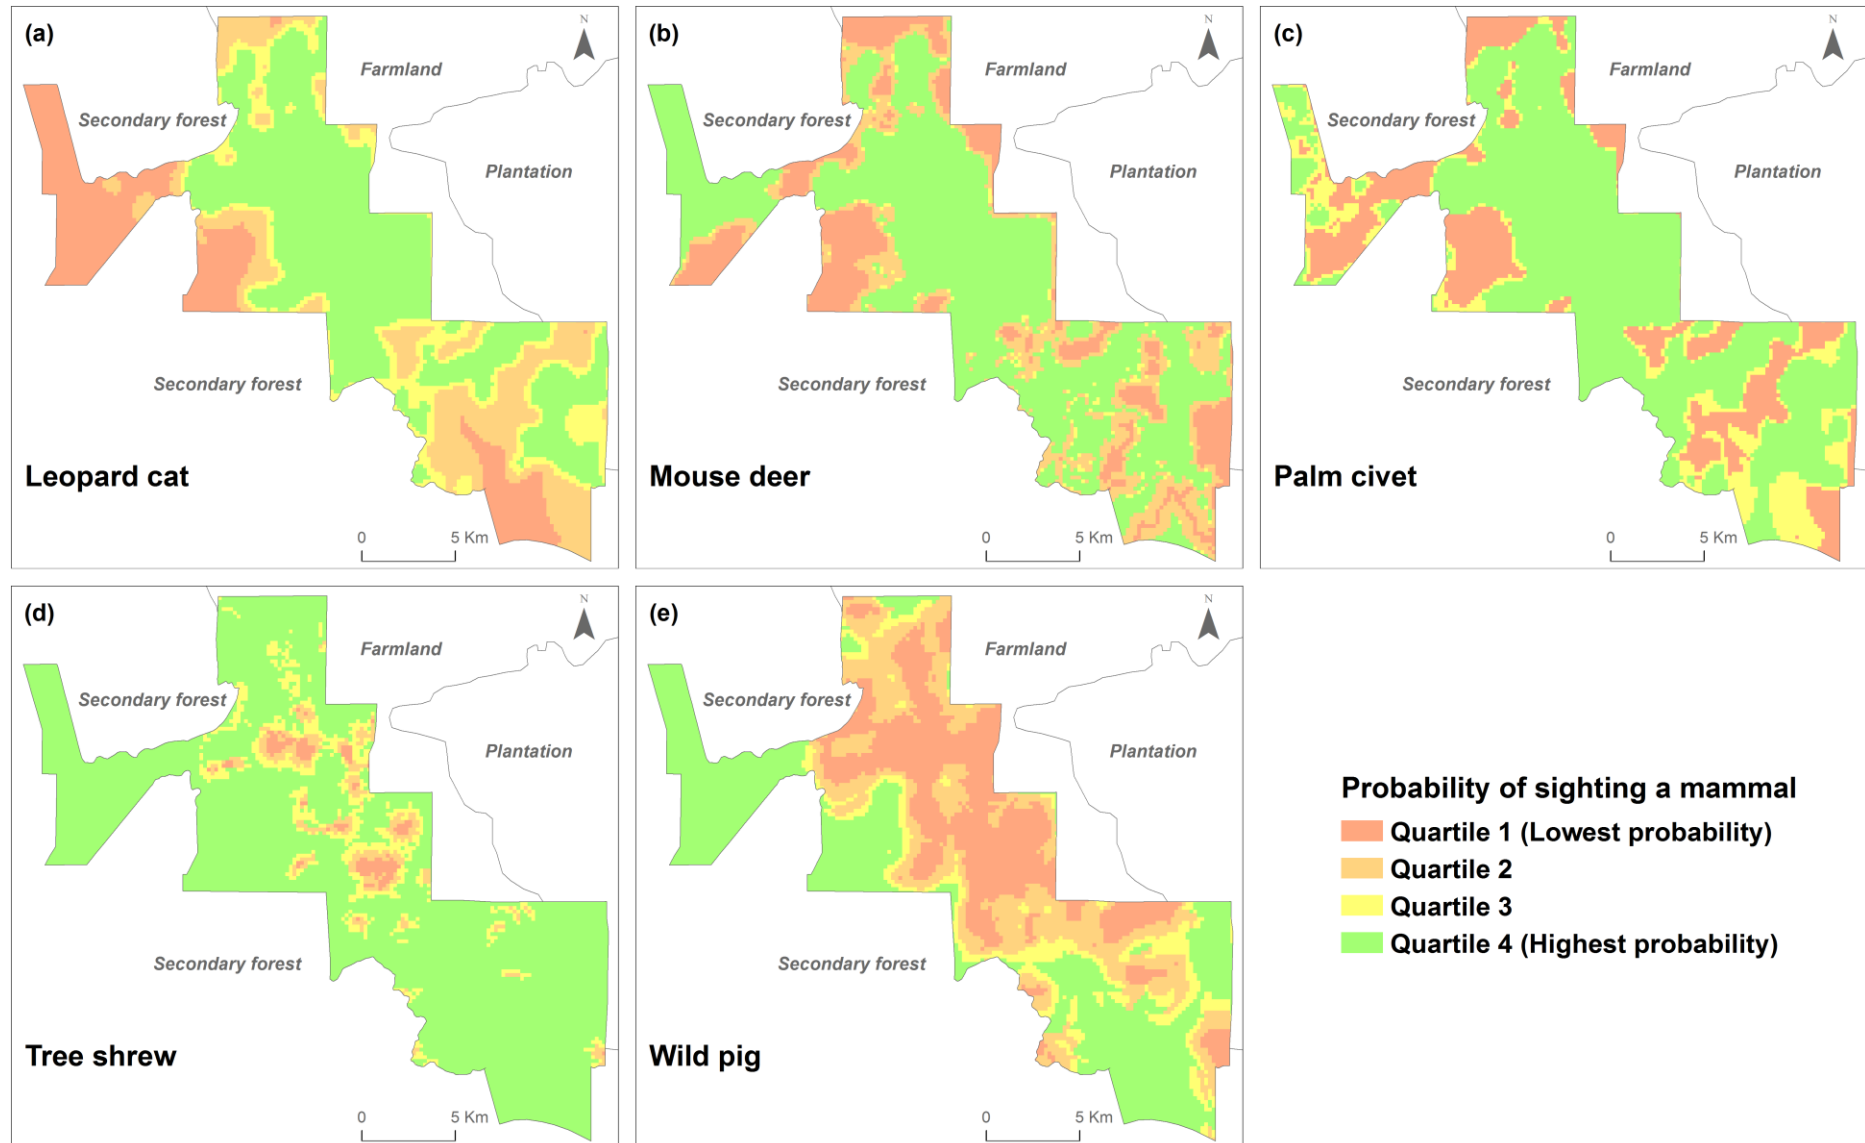 (a)
N
Farmland
Secondary forest
Plantation
Secondary forest
Leopard cat
0 5 Km
(b)
N
Farmland
Secondary forest
Plantation
Secondary forest
Mouse deer
0 5 Km
(c)
N
Farmland
Secondary forest
Plantation
Secondary forest
Palm civet
0 5 Km
(d)
N
Farmland
Secondary forest
Plantation
Secondary forest
Tree shrew
0 5 Km
(e)
N
Farmland
Secondary forest
Plantation
Secondary forest
Wild pig
0 5 Km
Probability of sighting a mammal
Quartile 1 (Lowest probability)
Quartile 2
Quartile 3
Quartile 4 (Highest probability)